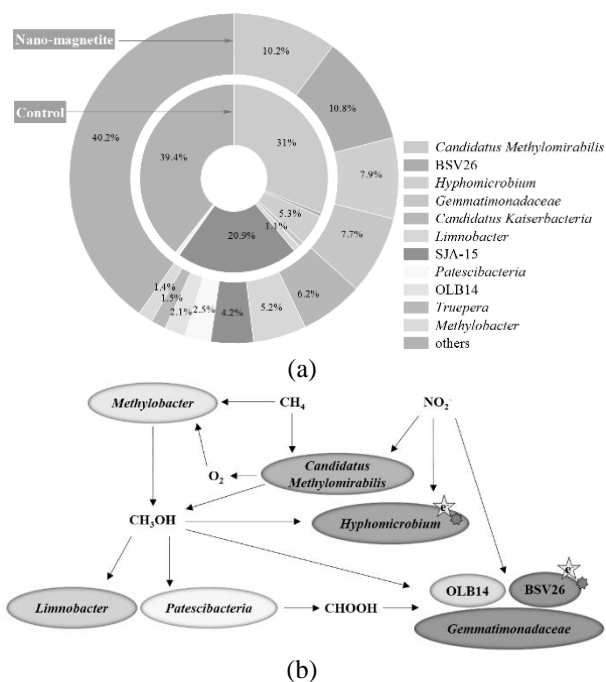 Nano-magnetite
10.2%
10.8%
Control
40.2%
39.4%
31%
7.9%
5.3%
1.1%
20.9%
7.7%
6.2%
5.2%
4.2%
2.5%
2.1%
1.5%
1.4%
Candidatus Methylomirabilis
BSV26
Hyphomicrobium
Gemmatimonadaceae
Candidatus Kaiserbacteria
Limnobacter
SJA-15
Patescibacteria
OLB14
Truepera
Methylobacter
others
(a)
Methylobacter
CH₄
NO₂⁻
O₂
Candidatus
Methylomirabilis
CH₃OH
e⁻
Hyphomicrobium
e⁻
OLB14
BSV26
Limnobacter
Patescibacteria
CHOOH
Gemmatimonadaceae
(b)